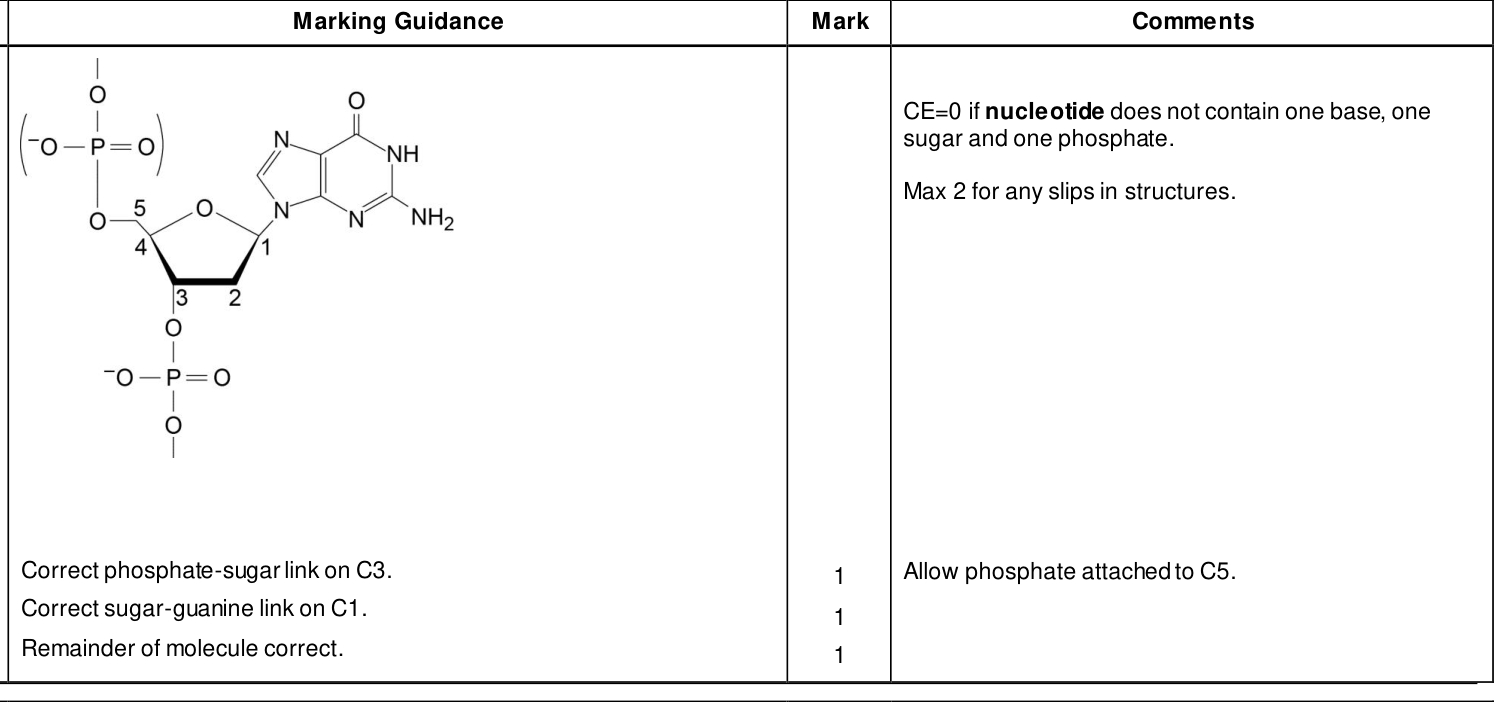 Marking Guidance Mark Comments
O
O
CE=0 if nucleotide does not contain one base, one
sugar and one phosphate.
(⁻O—P=O) N NH
Max 2 for any slips in structures.
O 5 O N N NH₂
4 1
3 2
O
⁻O—P=O
O
Correct phosphate-sugar link on C3. 1 Allow phosphate attached to C5.
Correct sugar-guanine link on C1. 1
Remainder of molecule correct. 1